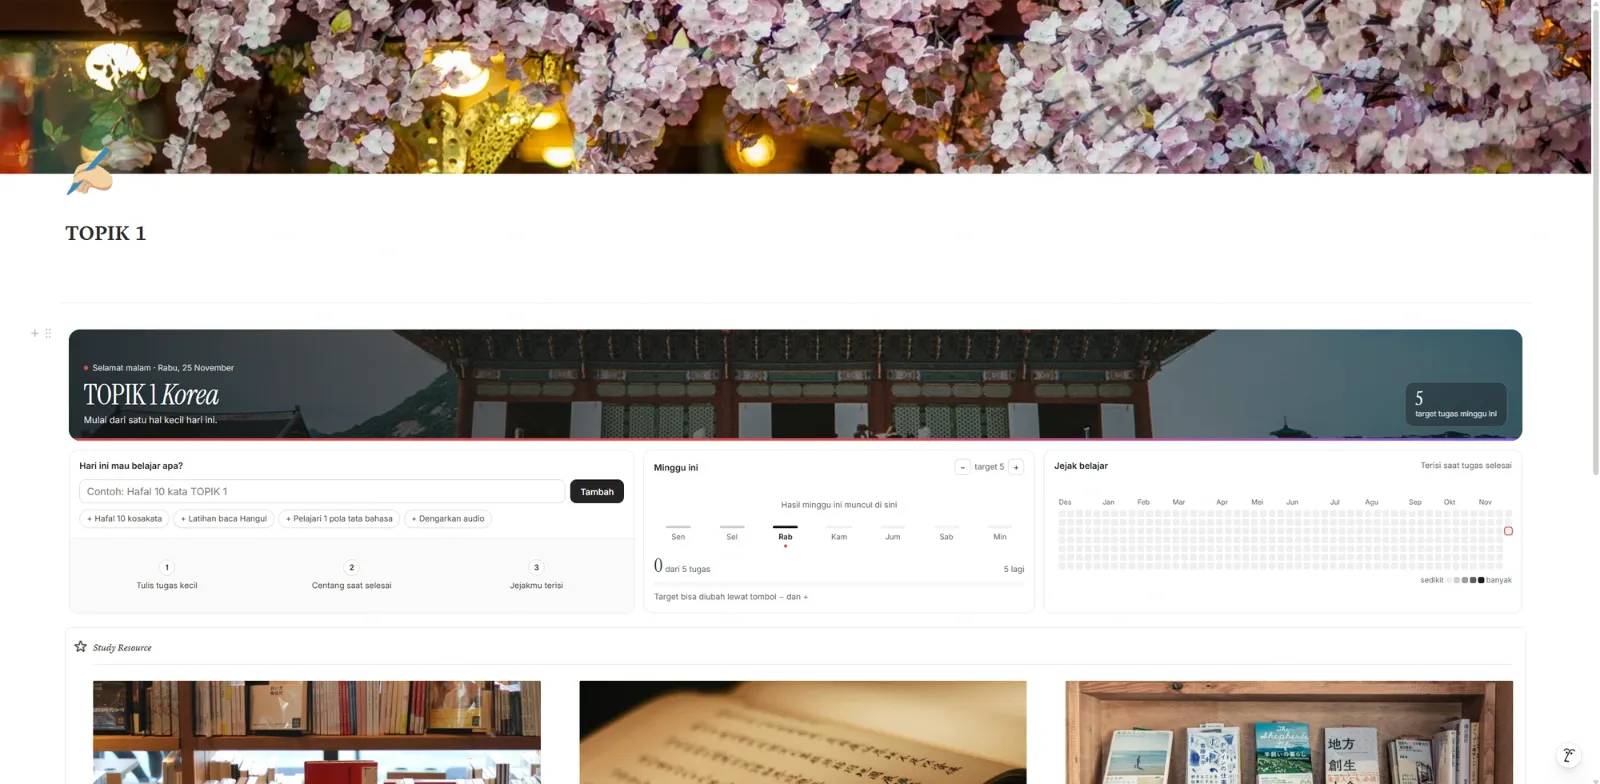 TOPIK 1
Selamat malam · Rabu, 25 November
TOPIK 1 Korea
Mulai dari satu hal kecil hari ini.
5
target tugas minggu ini
Hari ini mau belajar apa?
Contoh: Hafal 10 kata TOPIK 1
Tambah
+ Hafal 10 kosakata
+ Latihan baca Hangul
+ Pelajari 1 pola tata bahasa
+ Dengarkan audio
1
Tulis tugas kecil
2
Centang saat selesai
3
Jejakmu terisi
Minggu ini
− target 5 +
Hasil minggu ini muncul di sini
Sen Sel Rab Kam Jum Sab Min
0 dari 5 tugas
5 lagi
Target bisa diubah lewat tombol − dan +
Jejak belajar
Terisi saat tugas selesai
Des Jan Feb Mar Apr Mei Jun Jul Agu Sep Okt Nov
sedikit banyak
Study Resource
The
Shepherd's
地方
創生